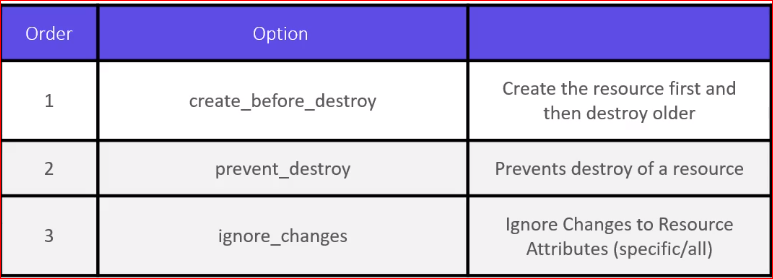 Order Option
1 create_before_destroy Create the resource first and
then destroy older
2 prevent_destroy Prevents destroy of a resource
3 ignore_changes Ignore Changes to Resource
Attributes (specific/all)